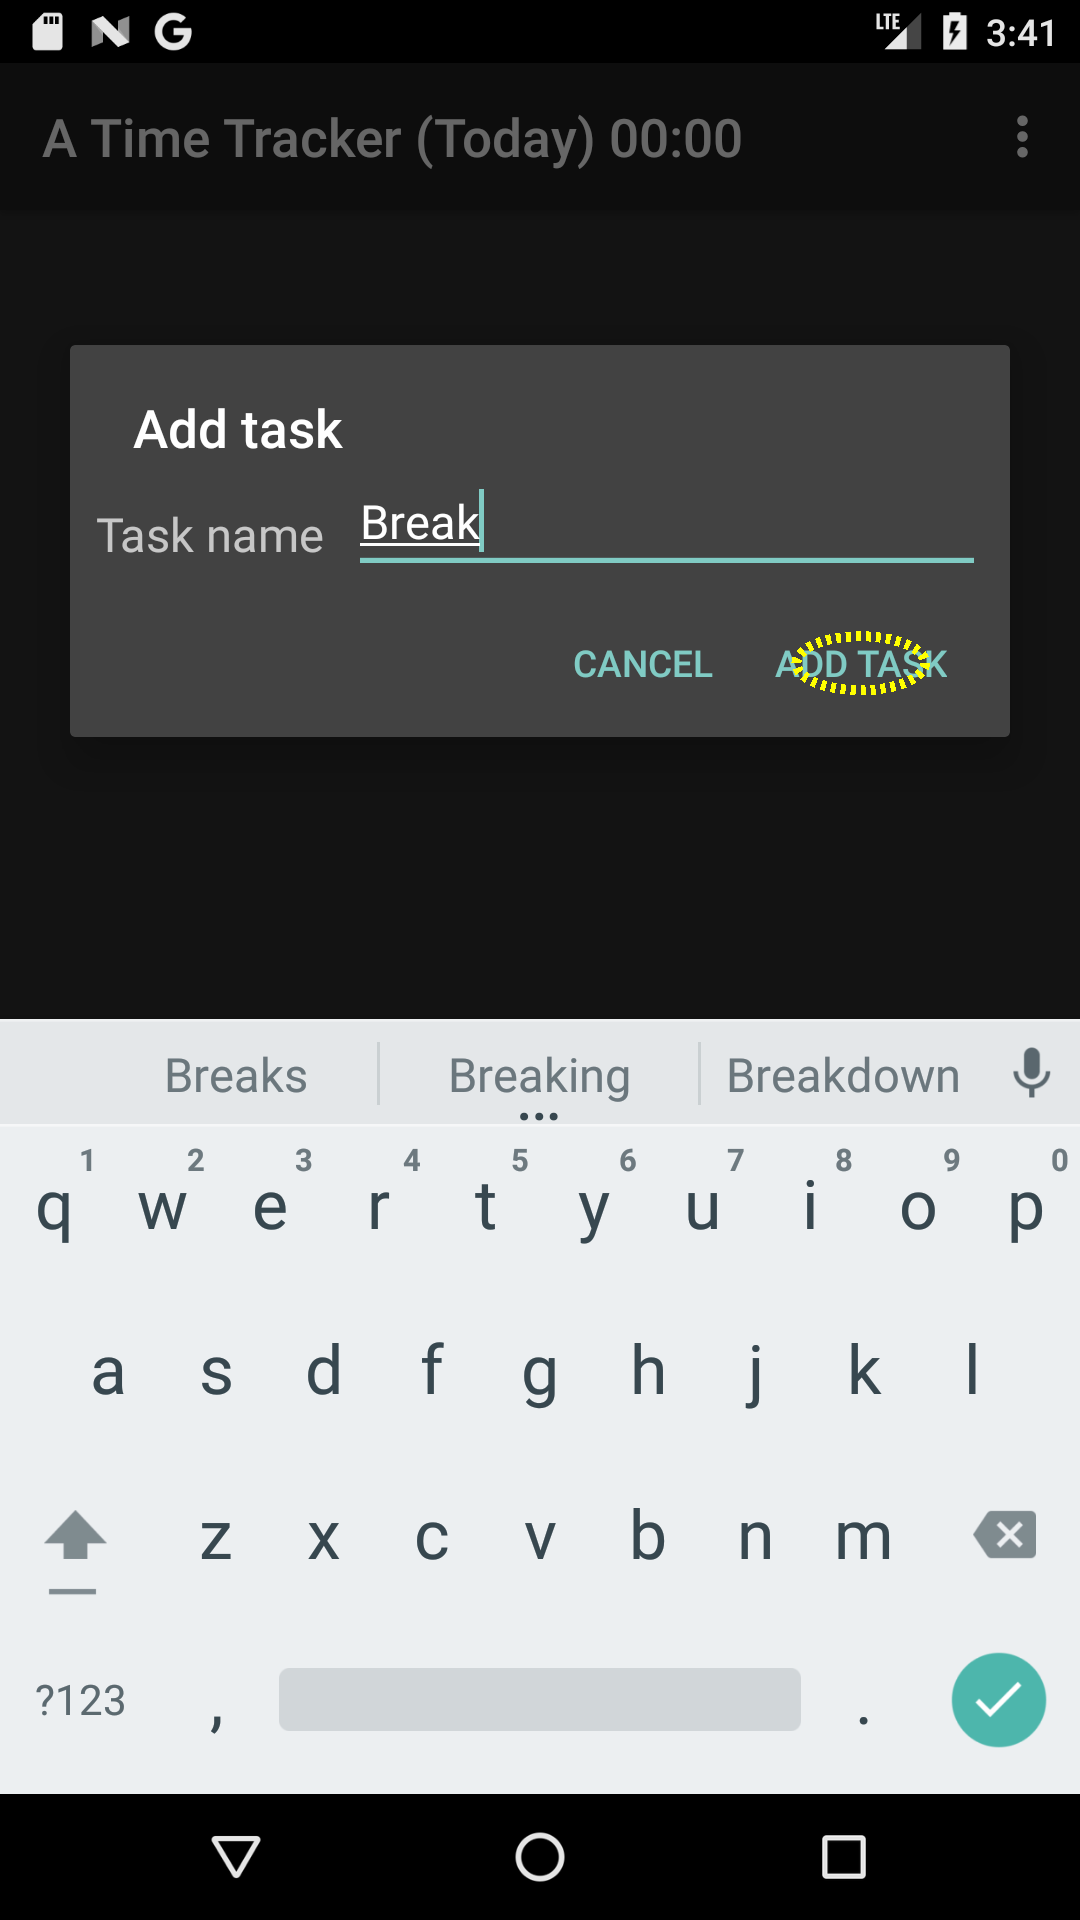 LTE 3:41
A Time Tracker (Today) 00:00
Add task
Task name Break
CANCEL ADD TASK
Breaks Breaking Breakdown
1 2 3 4 5 6 7 8 9 0
q w e r t y u i o p
a s d f g h j k l
z x c v b n m
?123 , .